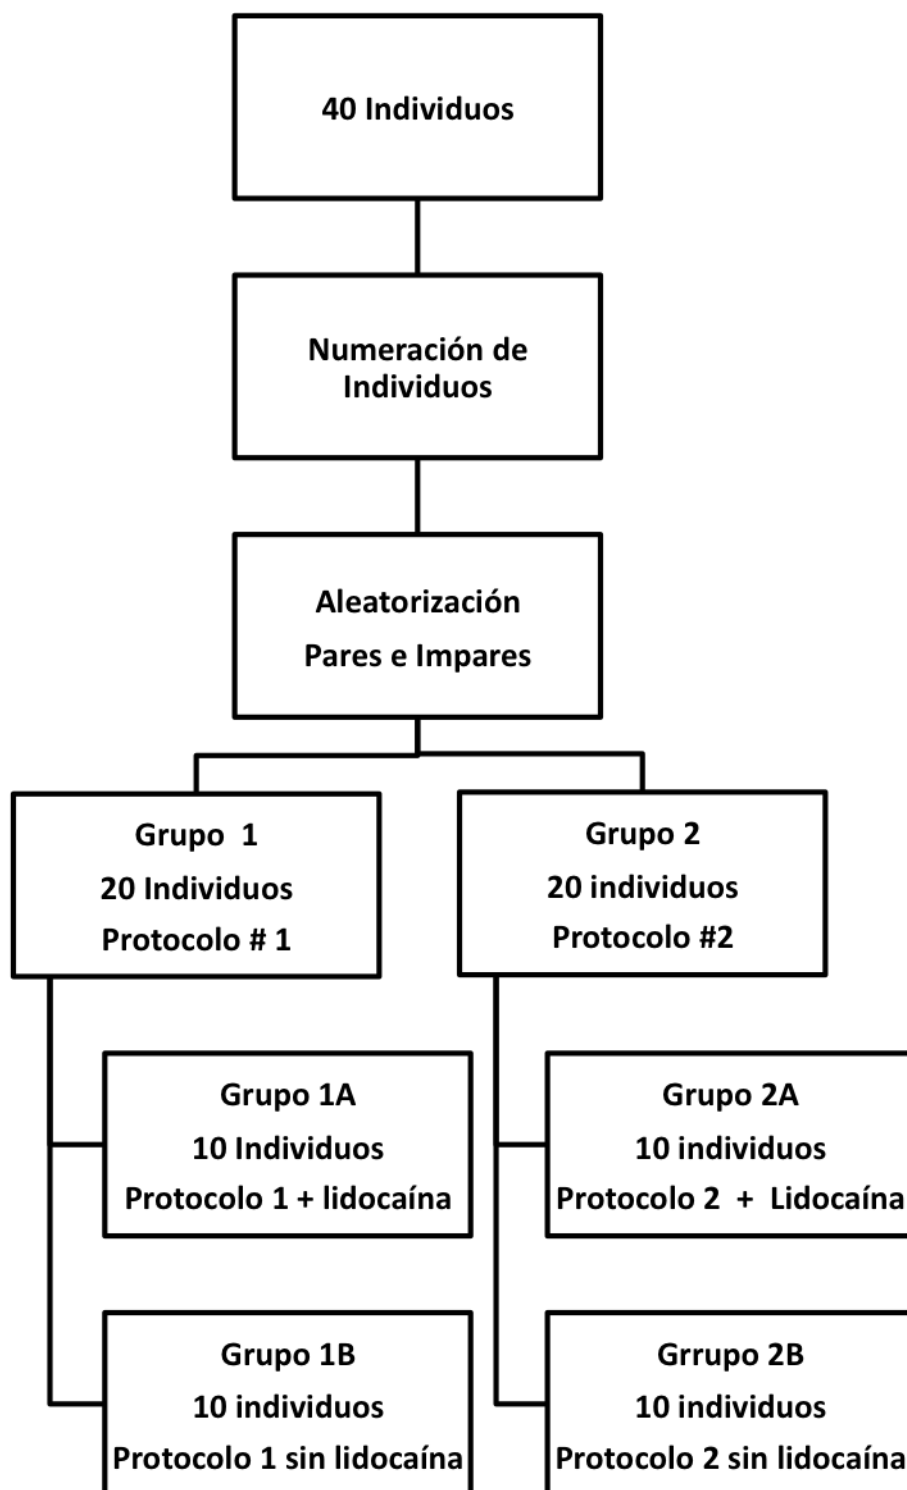 40 Individuos
Numeración de
Individuos
Aleatorización
Pares e Impares
Grupo 1
20 Individuos
Protocolo # 1
Grupo 2
20 individuos
Protocolo #2
Grupo 1A
10 Individuos
Protocolo 1 + lidocaína
Grupo 2A
10 individuos
Protocolo 2 + Lidocaína
Grupo 1B
10 individuos
Protocolo 1 sin lidocaína
Grrupo 2B
10 individuos
Protocolo 2 sin lidocaína